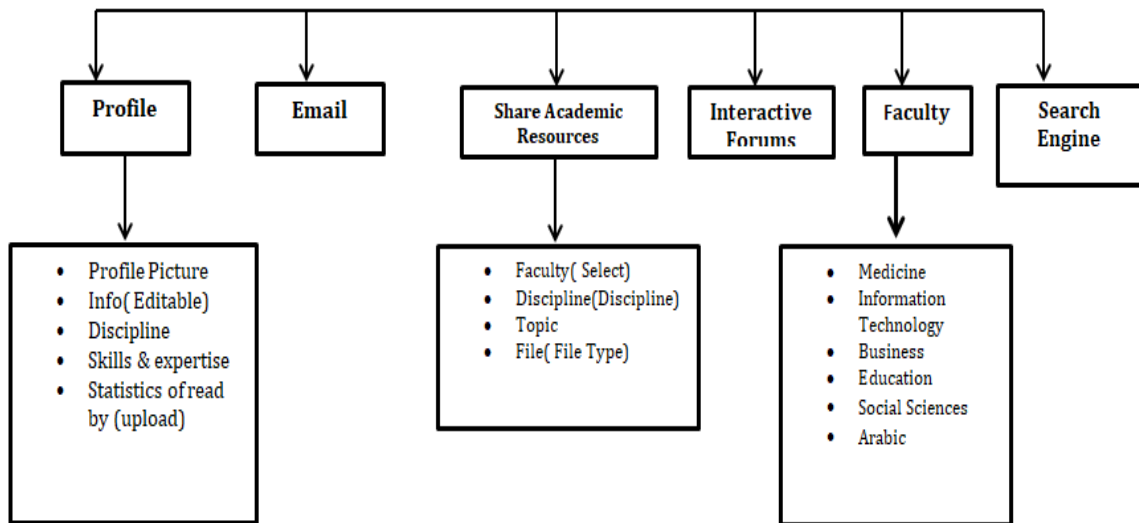 Profile
Email
Share Academic
Resources
Interactive
Forums
Faculty
Search
Engine
• Profile Picture
• Info( Editable)
• Discipline
• Skills & expertise
• Statistics of read
by (upload)
• Faculty( Select)
• Discipline(Discipline)
• Topic
• File( File Type)
• Medicine
• Information
Technology
• Business
• Education
• Social Sciences
• Arabic